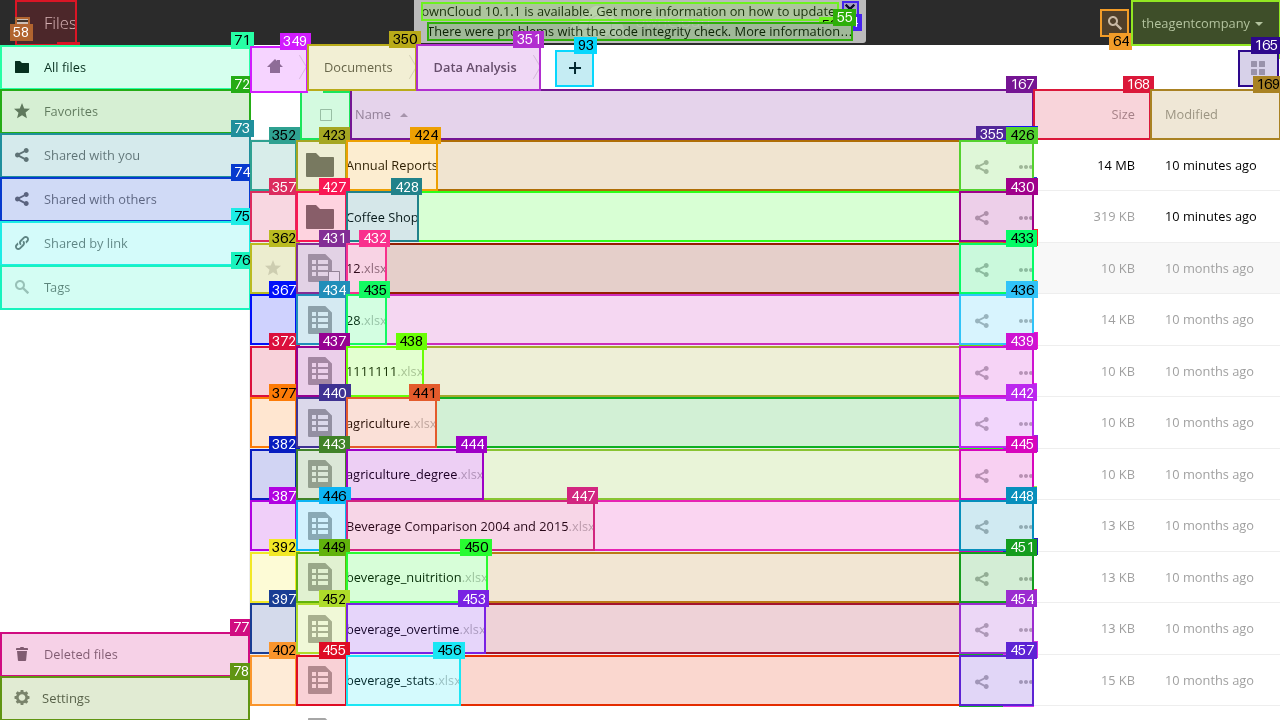 Files
ownCloud 10.1.1 is available. Get more information on how to update
There were problems with the code integrity check. More information...
55
58
64
theagentcompany
71
All files
72
Favorites
73
Shared with you
74
Shared with others
75
Shared by link
76
Tags
77
Deleted files
78
Settings
349
350
Documents
351
Data Analysis
93
+
165
167
168
169
Name
Size
Modified
352
423
424
355
426
Annual Reports
14 MB
10 minutes ago
357
427
428
430
Coffee Shop
319 KB
10 minutes ago
362
431
432
433
12.xlsx
10 KB
10 months ago
367
434
435
436
28.xlsx
14 KB
10 months ago
372
437
438
439
1111111.xlsx
10 KB
10 months ago
377
440
441
442
agriculture.xlsx
10 KB
10 months ago
382
443
444
445
agriculture_degree.xlsx
10 KB
10 months ago
387
446
447
448
Beverage Comparison 2004 and 2015.xlsx
13 KB
10 months ago
392
449
450
451
beverage_nuitrition.xlsx
13 KB
10 months ago
397
452
453
454
beverage_overtime.xlsx
13 KB
10 months ago
402
455
456
457
beverage_stats.xlsx
15 KB
10 months ago